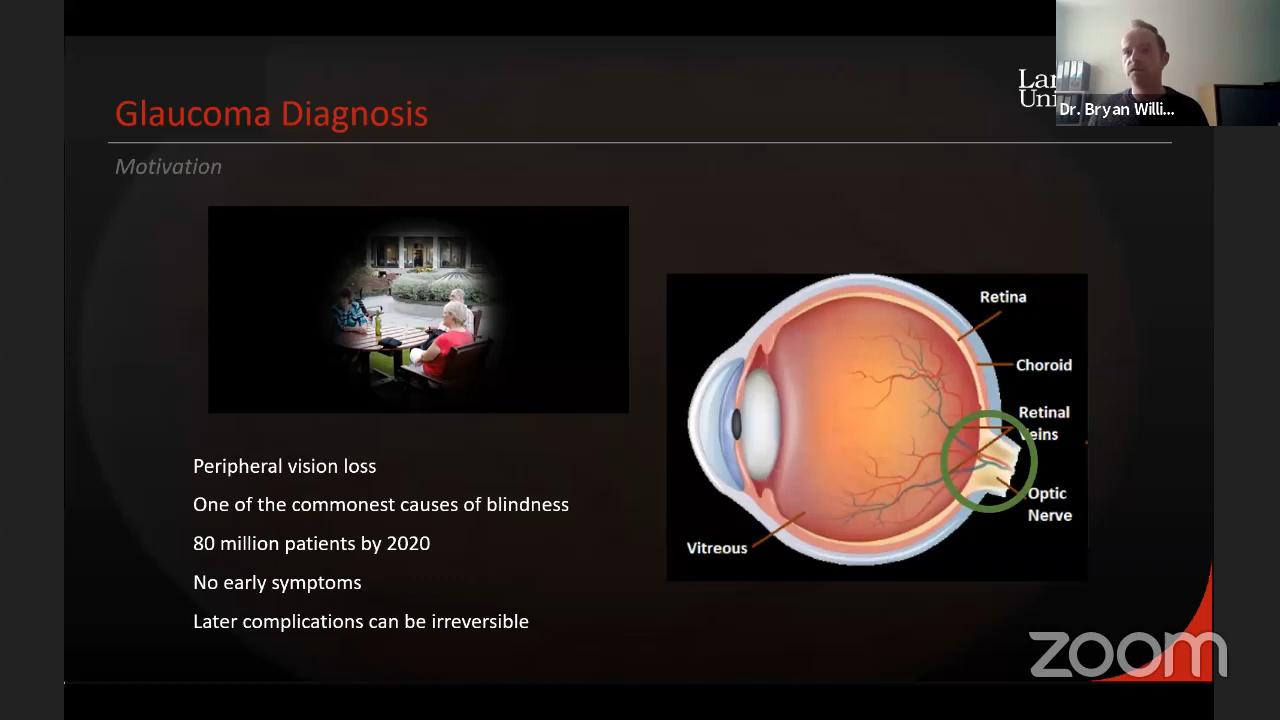 Glaucoma Diagnosis
Motivation
Dr. Bryan Willi...
Retina
Choroid
Retinal
Optic
Nerve
Vitreous
Peripheral vision loss
One of the commonest causes of blindness
80 million patients by 2020
No early symptoms
Later complications can be irreversible
zoom